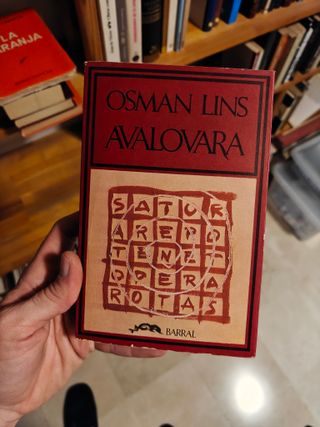 LA
RANJA
OSMAN LINS
AVALOVARA
SATOR
AREPO
TENET
OPERA
ROTAS
BARRAL